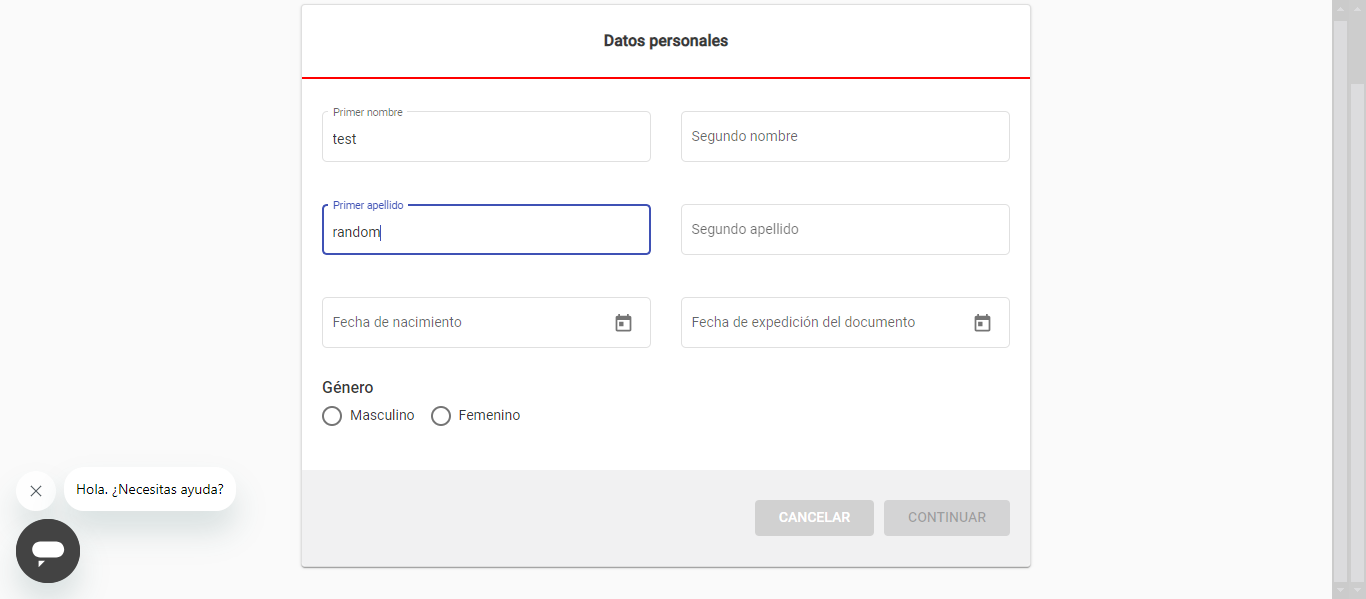 Datos personales
Primer nombre
test
Segundo nombre
Primer apellido
random
Segundo apellido
Fecha de nacimiento
Fecha de expedición del documento
Género
Masculino
Femenino
Hola. ¿Necesitas ayuda?
CANCELAR
CONTINUAR